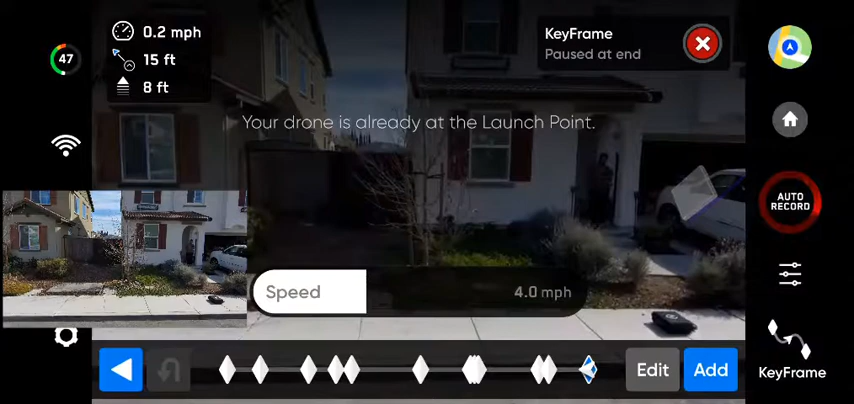 0.2 mph
15 ft
8 ft
47
KeyFrame
Paused at end
Your drone is already at the Launch Point.
AUTO
RECORD
Speed
4.0 mph
Edit
Add
KeyFrame